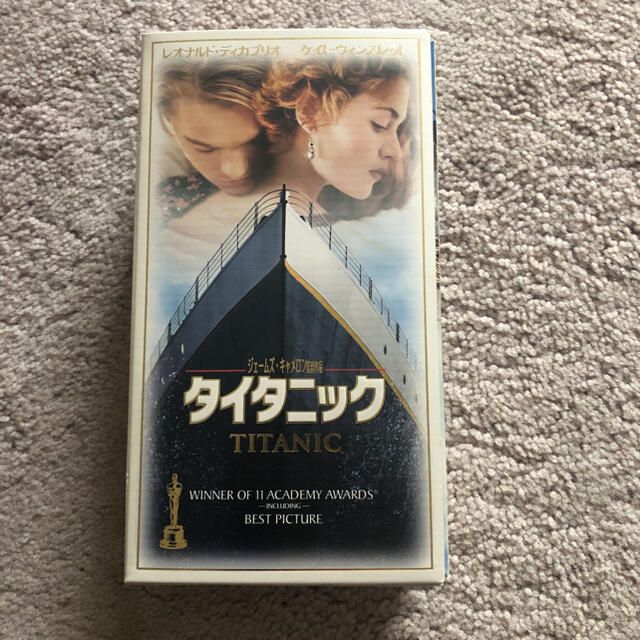 レオナルド・ディカプリオ ケイト・ウィンスレット
ジェームズ・キャメロン監督作品
タイタニック
TITANIC
WINNER OF 11 ACADEMY AWARDS®
—INCLUDING—
BEST PICTURE